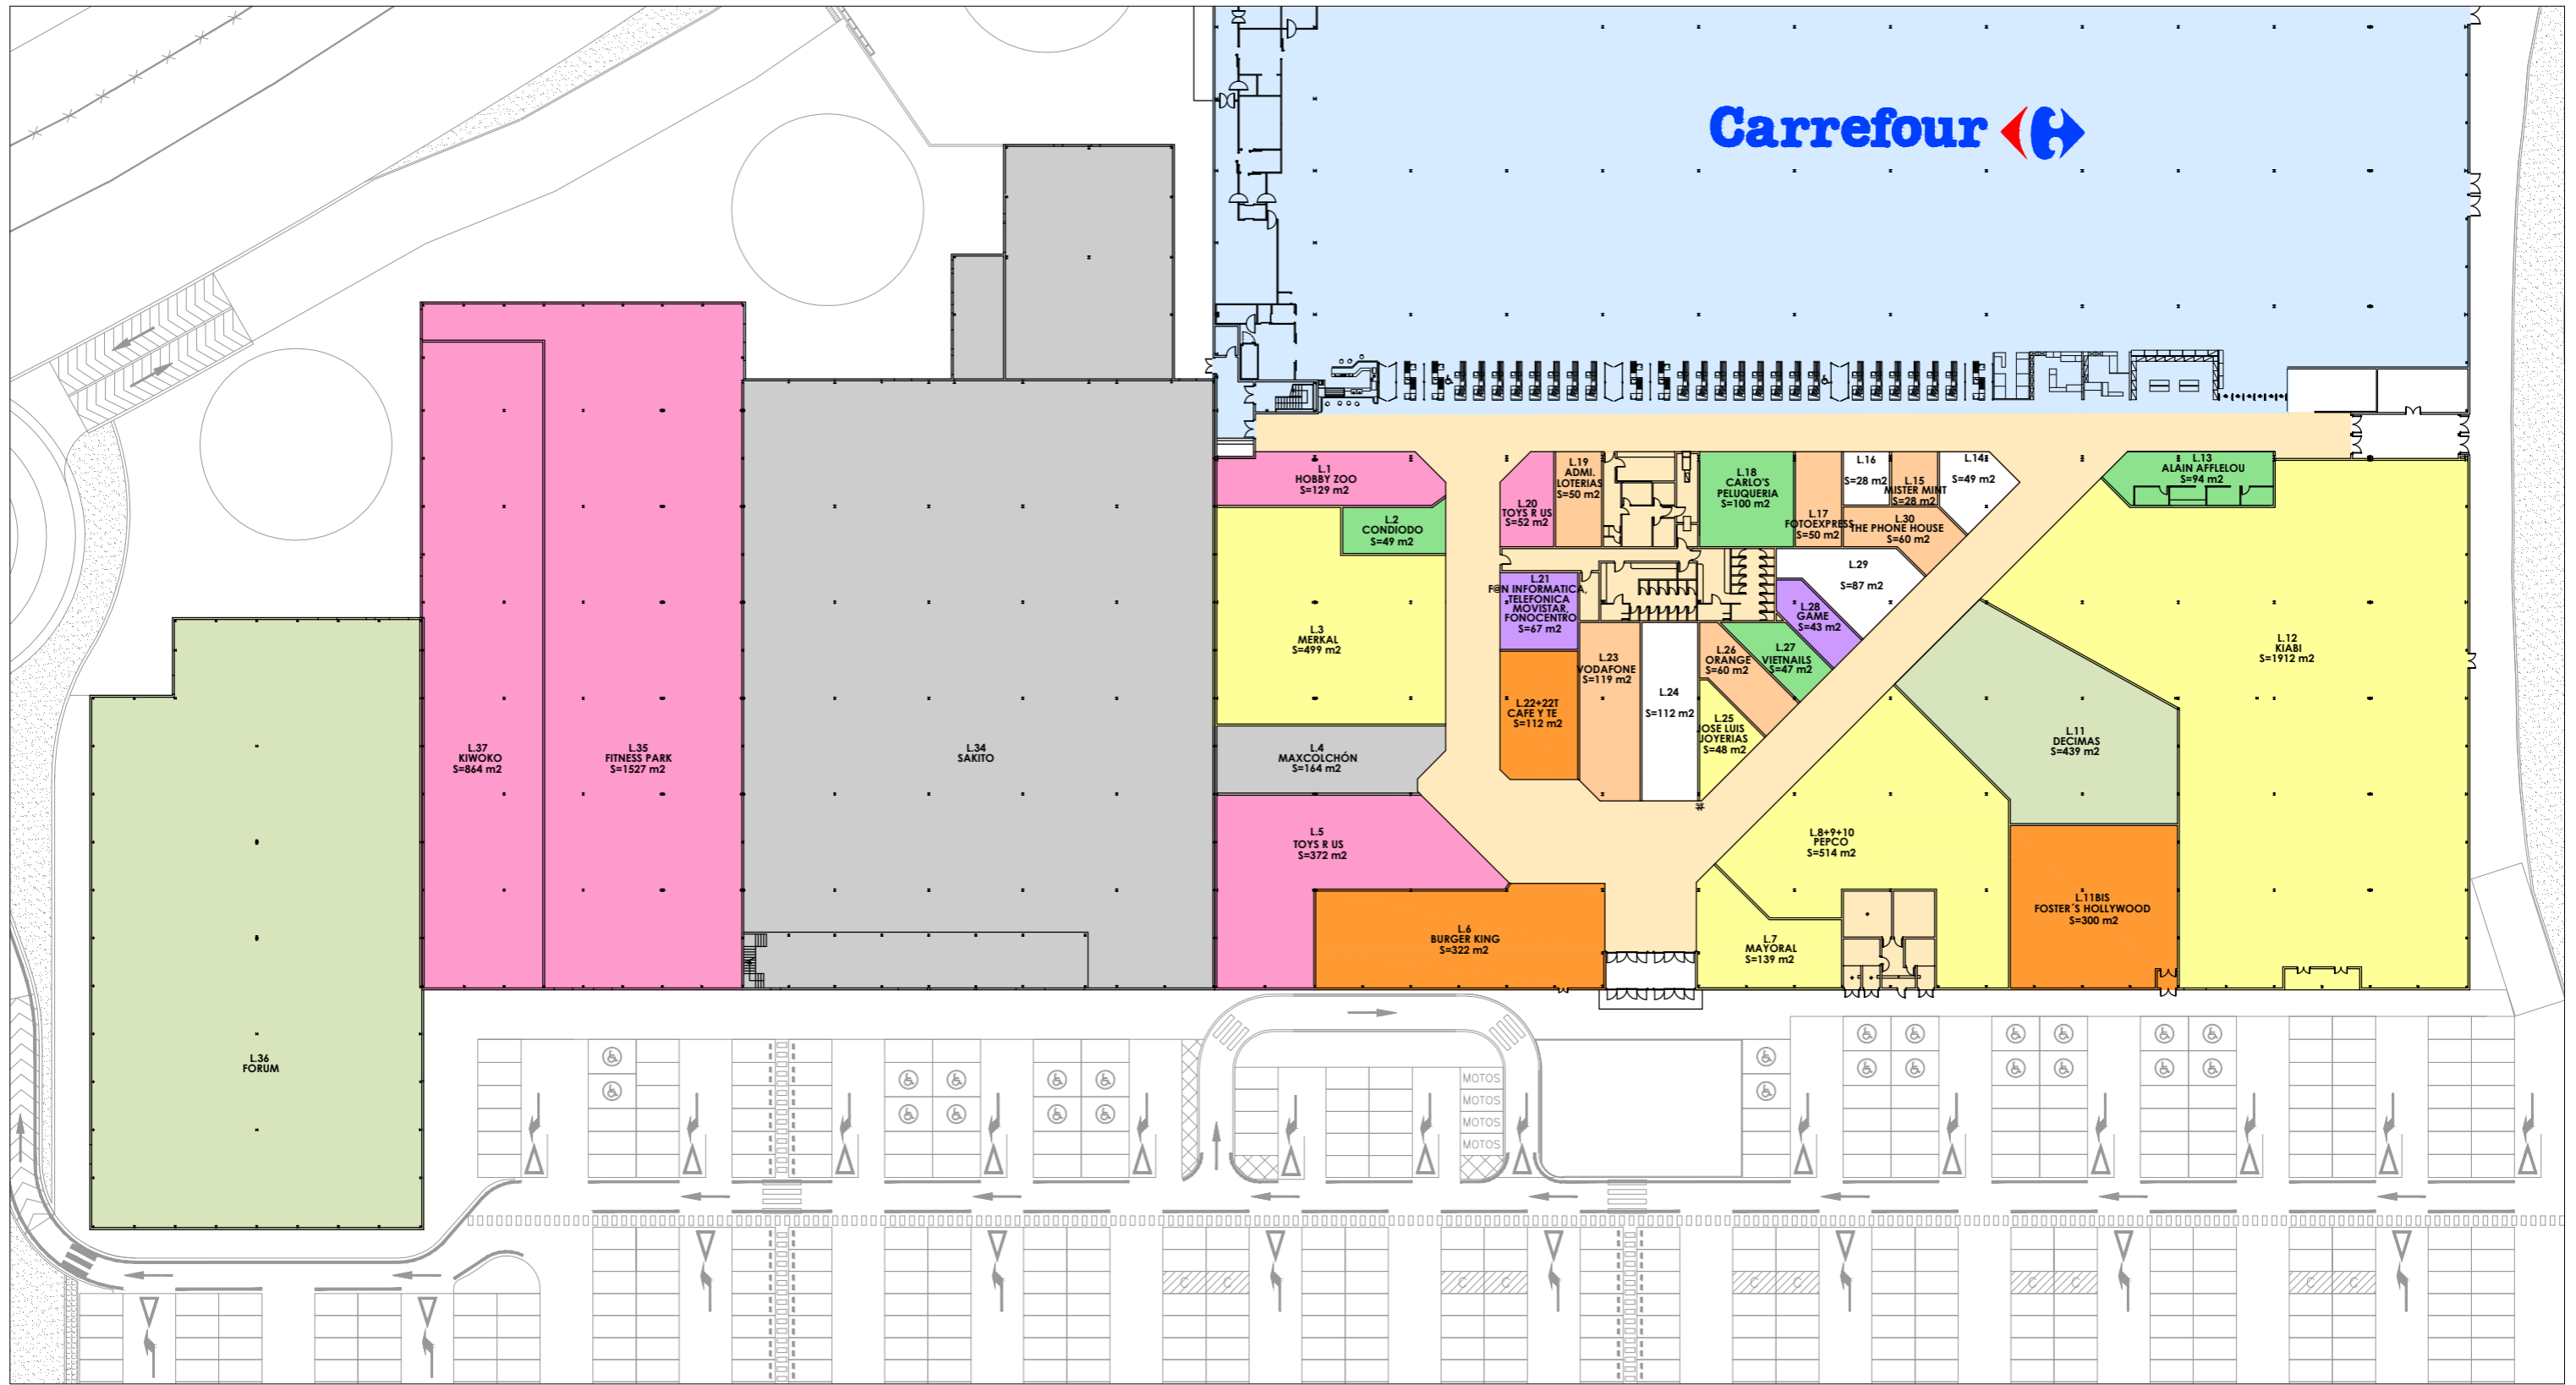 Carrefour
L.1
HOBBY ZOO
S=129 m2
L.2
CONDIODO
S=49 m2
L.3
MERKAL
S=499 m2
L.4
MAXCOLCHÓN
S=164 m2
L.5
TOYS R US
S=372 m2
L.6
BURGER KING
S=322 m2
L.20
TOYS R US
S=52 m2
L.19
ADMI.
LOTERIAS
S=50 m2
L.18
CARLO'S
PELUQUERIA
S=100 m2
L.17
FOTOEXPRESS
S=50 m2
L.16
S=28 m2
L.15
MISTER MINT
S=28 m2
L.14
S=49 m2
L.30
THE PHONE HOUSE
S=60 m2
L.13
ALAIN AFFLELOU
S=94 m2
L.29
S=87 m2
L.28
GAME
S=43 m2
L.27
VIETNAILS
S=47 m2
L.26
ORANGE
S=60 m2
L.25
JOSE LUIS
JOYERIAS
S=48 m2
L.24
S=112 m2
L.23
VODAFONE
S=119 m2
L.21
F@N INFORMATICA,
TELEFONICA
MOVISTAR,
FONOCENTRO
S=67 m2
L.22+22T
CAFE Y TE
S=112 m2
L.12
KIABI
S=1912 m2
L.11
DECIMAS
S=439 m2
L.8+9+10
PEPCO
S=514 m2
L.11BIS
FOSTER´S HOLLYWOOD
S=300 m2
L.7
MAYORAL
S=139 m2
L.37
KIWOKO
S=864 m2
L.35
FITNESS PARK
S=1527 m2
L.34
SAKITO
L.36
FORUM
MOTOS
MOTOS
MOTOS
MOTOS
C C
C C
C C
C C
C C